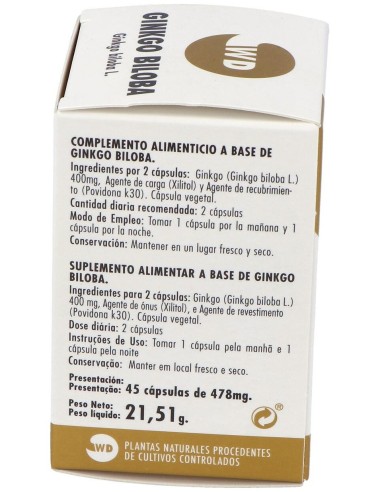 GINKGO BILOBA
Ginkgo biloba L.
WD
COMPLEMENTO ALIMENTICIO A BASE DE
GINKGO BILOBA.
Ingredientes por 2 cápsulas: Ginkgo (Ginkgo biloba L.)
400mg, Agente de carga (Xilitol) y Agente de recubrimien-
to (Povidona k30). Cápsula vegetal.
Cantidad diaria recomendada: 2 cápsulas
Modo de Empleo: Tomar 1 cápsula por la mañana y 1
cápsula por la noche.
Conservación: Mantener en un lugar fresco y seco.
SUPLEMENTO ALIMENTAR A BASE DE GINKGO
BILOBA.
Ingredientes para 2 cápsulas: Ginkgo (Ginkgo biloba L.)
400 mg, Agente de ónus (Xilitol), e Agente de revestimento
(Povidona k30). Cápsula vegetal.
Dose diária: 2 cápsulas
Instruções de Uso: Tomar 1 cápsula pela manhã e 1
cápsula pela noite
Conservação: Manter em local fresco e seco.
Presentación:
Presentação: 45 cápsulas de 478mg.
Peso Neto:
Peso líquido: 21,51g.
®
WD PLANTAS NATURALES PROCEDENTES
DE CULTIVOS CONTROLADOS